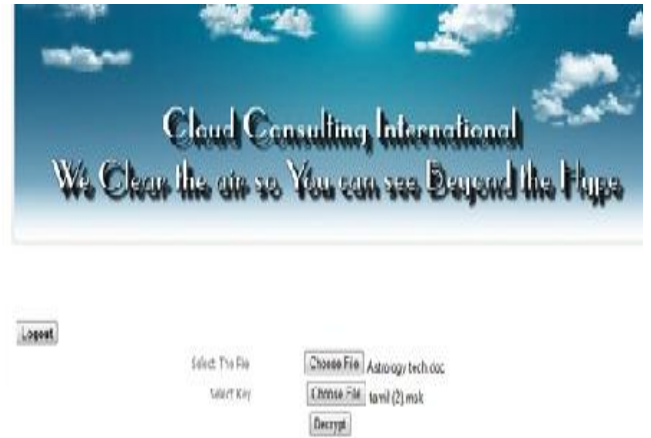 Cloud Consulting International
We Clear the air so You can see Beyond the Hype
Logout
Select The File Choose File Astrology tech.doc
Select Key Choose File tamil (2).mak
Decrypt